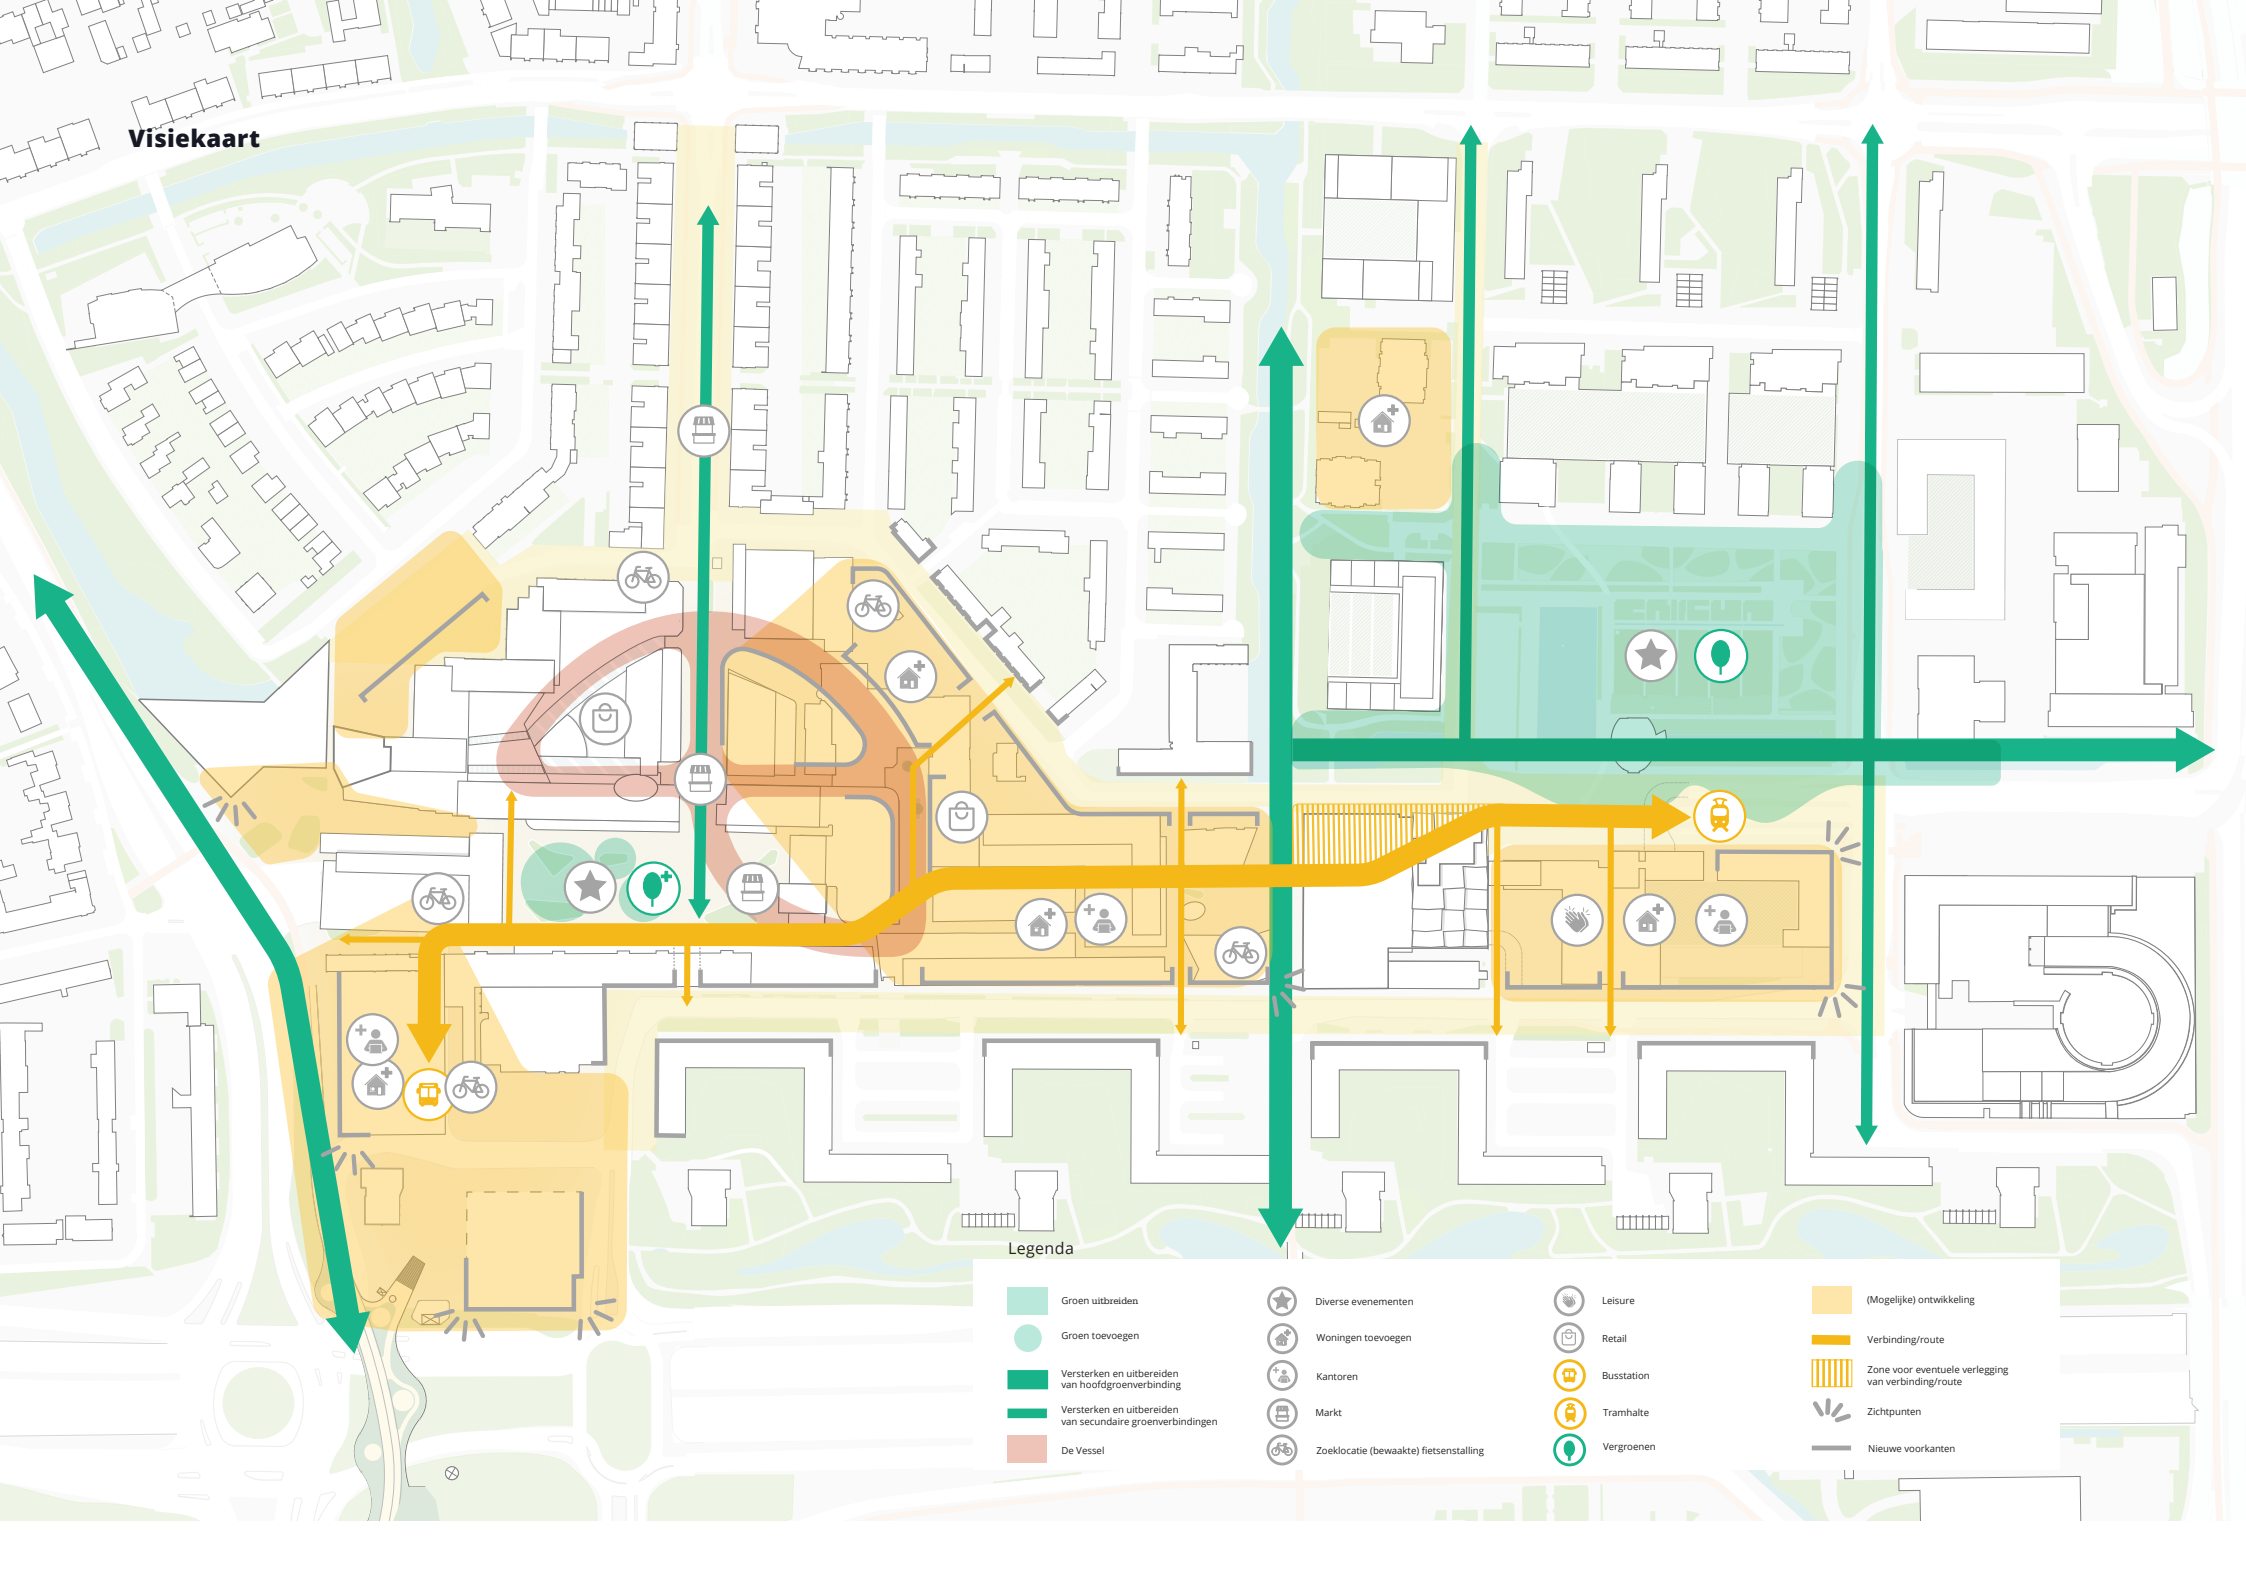 Visiekaart
Legenda
Groen uitbreiden
Groen toevoegen
Versterken en uitbereiden
van hoofdgroenverbinding
Versterken en uitbereiden
van secundaire groenverbindingen
De Vessel
Diverse evenementen
Woningen toevoegen
Kantoren
Markt
Zoeklocatie (bewaakte) fietsenstalling
Leisure
Retail
Busstation
Tramhalte
Vergroenen
(Mogelijke) ontwikkeling
Verbinding/route
Zone voor eventuele verlegging
van verbinding/route
Zichtpunten
Nieuwe voorkanten